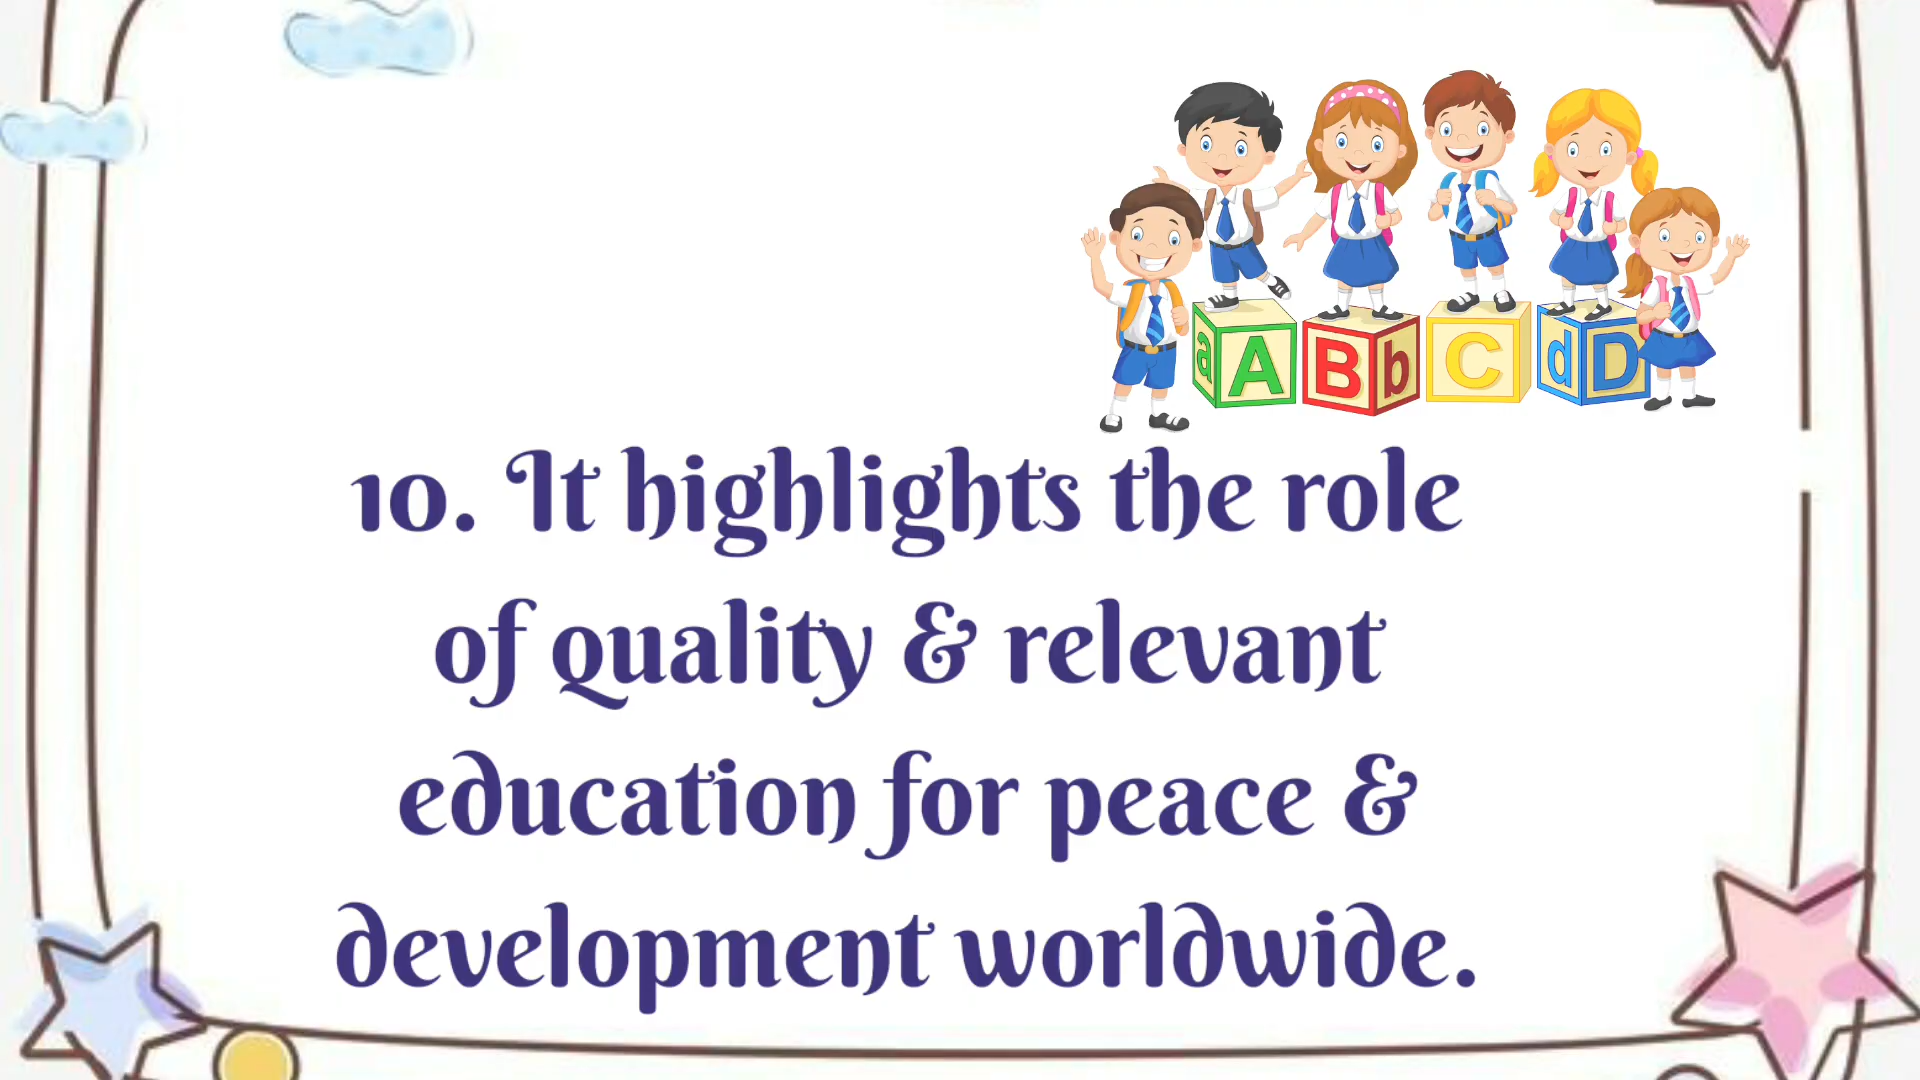 a A B b C d D
10. It highlights the role
of quality & relevant
education for peace &
development worldwide.